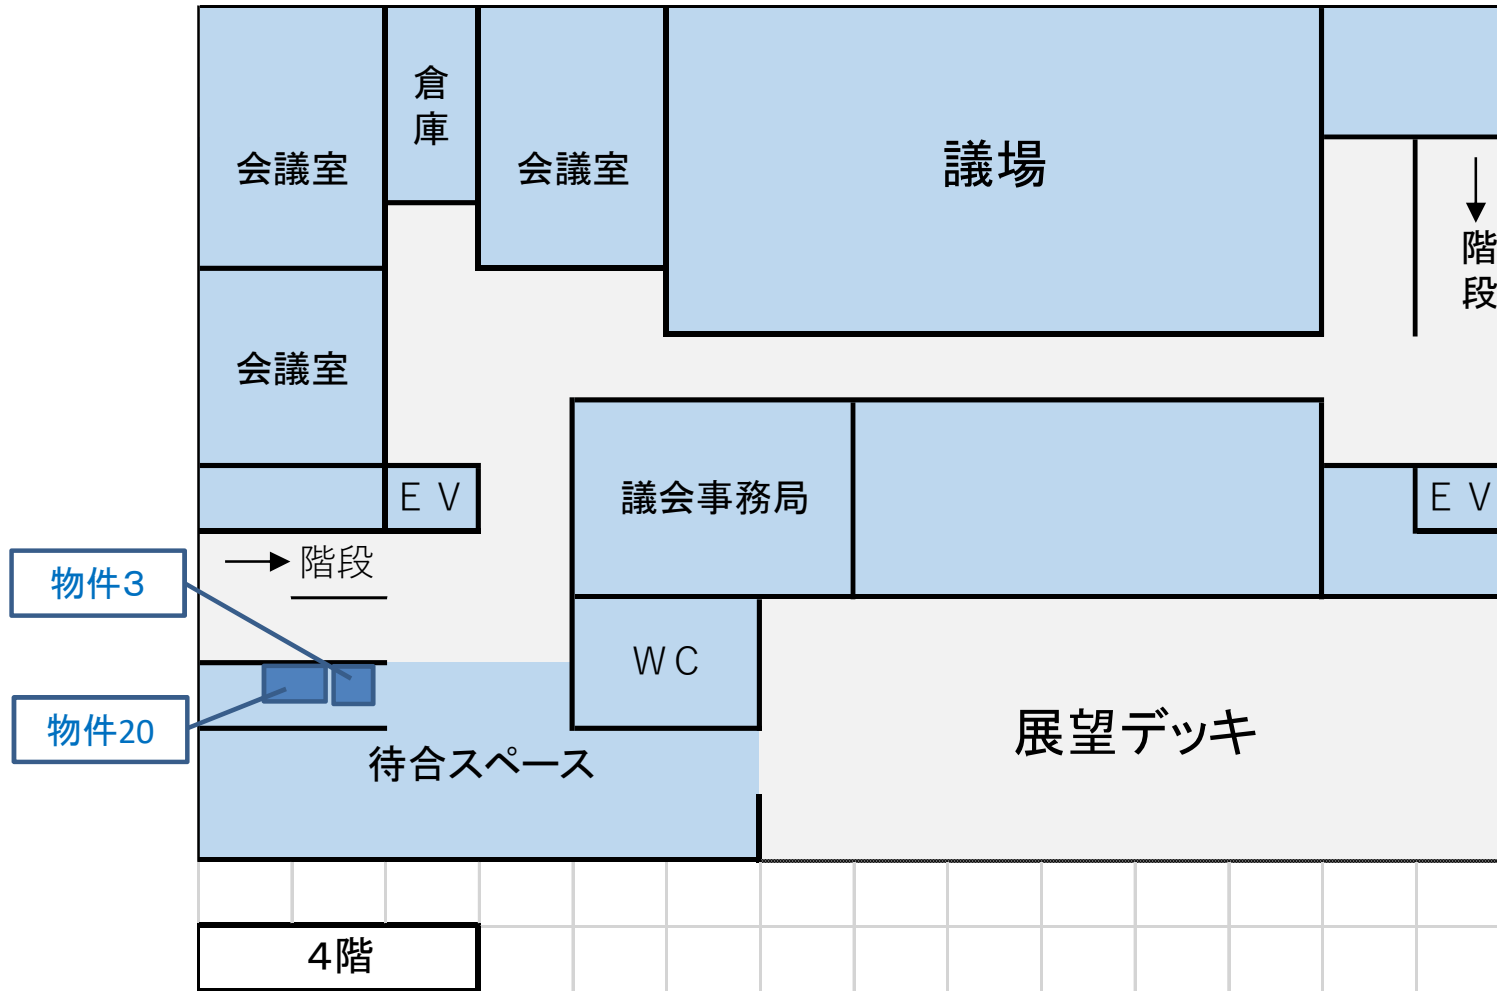 倉
庫
会議室
会議室
議場
階
段
会議室
ＥＶ
議会事務局
ＥＶ
階段
物件３
ＷＣ
物件20
待合スペース
展望デッキ
４階